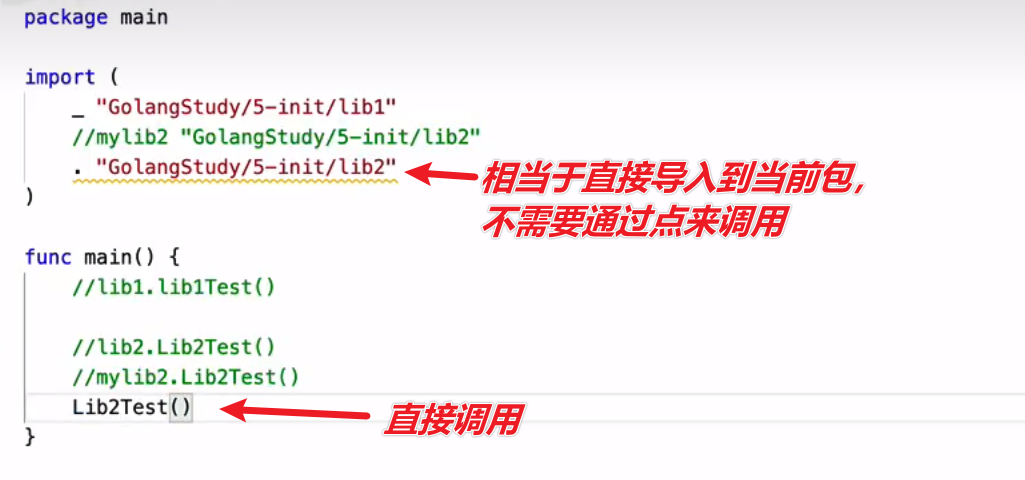 package main
import (
_ "GolangStudy/5-init/lib1"
//mylib2 "GolangStudy/5-init/lib2"
. "GolangStudy/5-init/lib2"
相当于直接导入到当前包，
不需要通过点来调用
)
func main() {
//lib1.lib1Test()
//lib2.Lib2Test()
//mylib2.Lib2Test()
Lib2Test()
直接调用
}